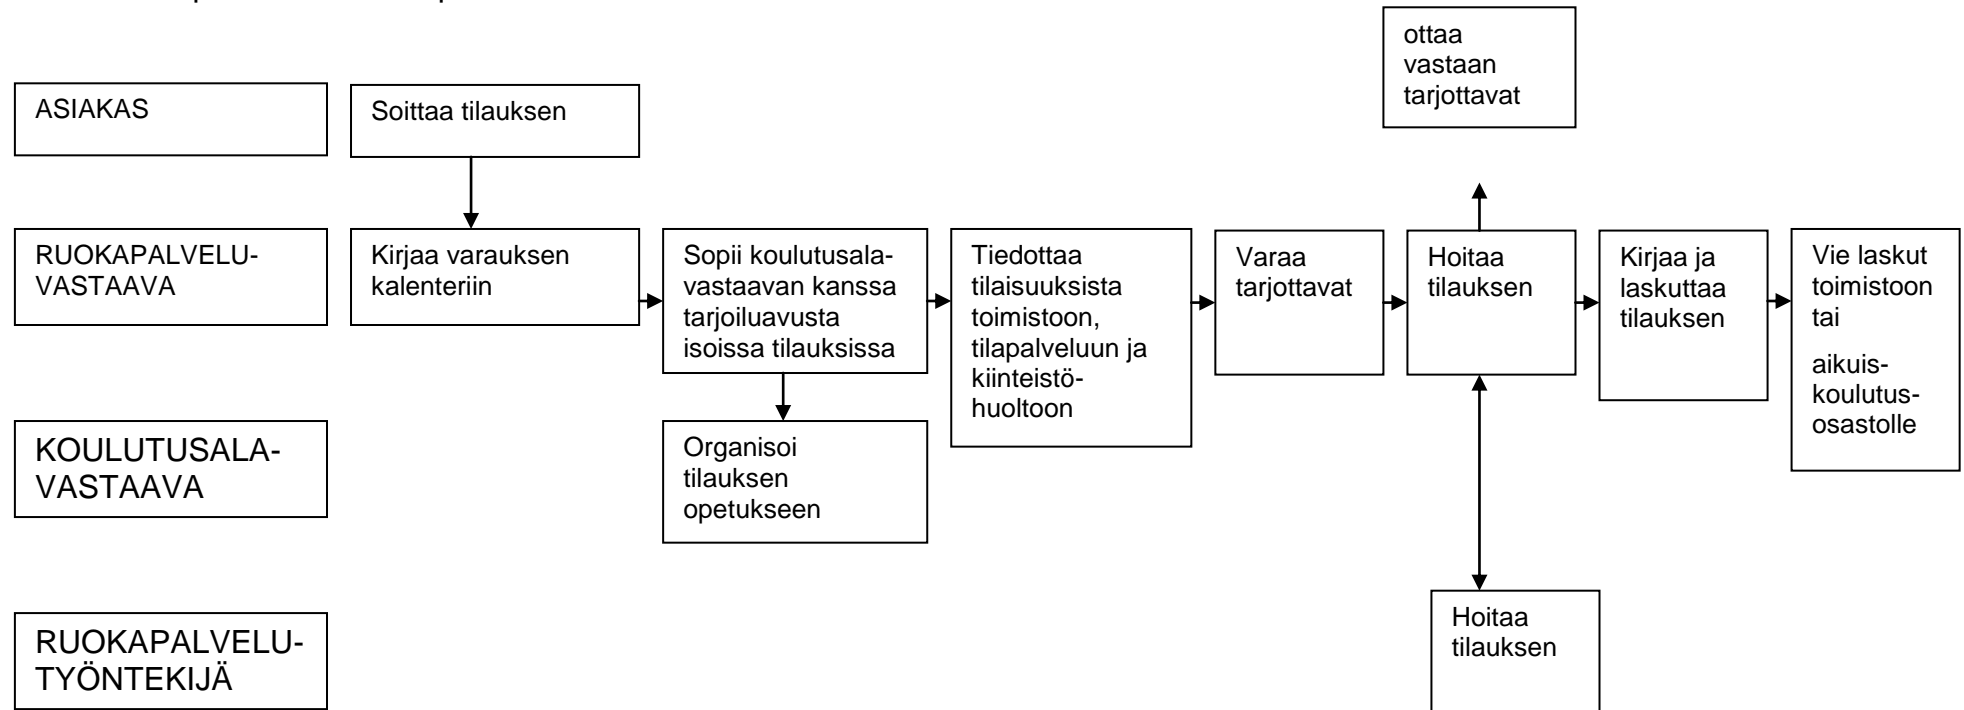 ottaa
vastaan
tarjottavat
ASIAKAS
Soittaa tilauksen
RUOKAPALVELU-
VASTAAVA
Kirjaa varauksen
kalenteriin
Sopii koulutusala-
vastaavan kanssa
tarjoiluavusta
isoissa tilauksissa
Tiedottaa
tilaisuuksista
toimistoon,
tilapalveluun ja
kiinteistö-
huoltoon
Varaa
tarjottavat
Hoitaa
tilauksen
Kirjaa ja
laskuttaa
tilauksen
Vie laskut
toimistoon
tai
aikuis-
koulutus-
osastolle
KOULUTUSALA-
VASTAAVA
Organisoi
tilauksen
opetukseen
RUOKAPALVELU-
TYÖNTEKIJÄ
Hoitaa
tilauksen